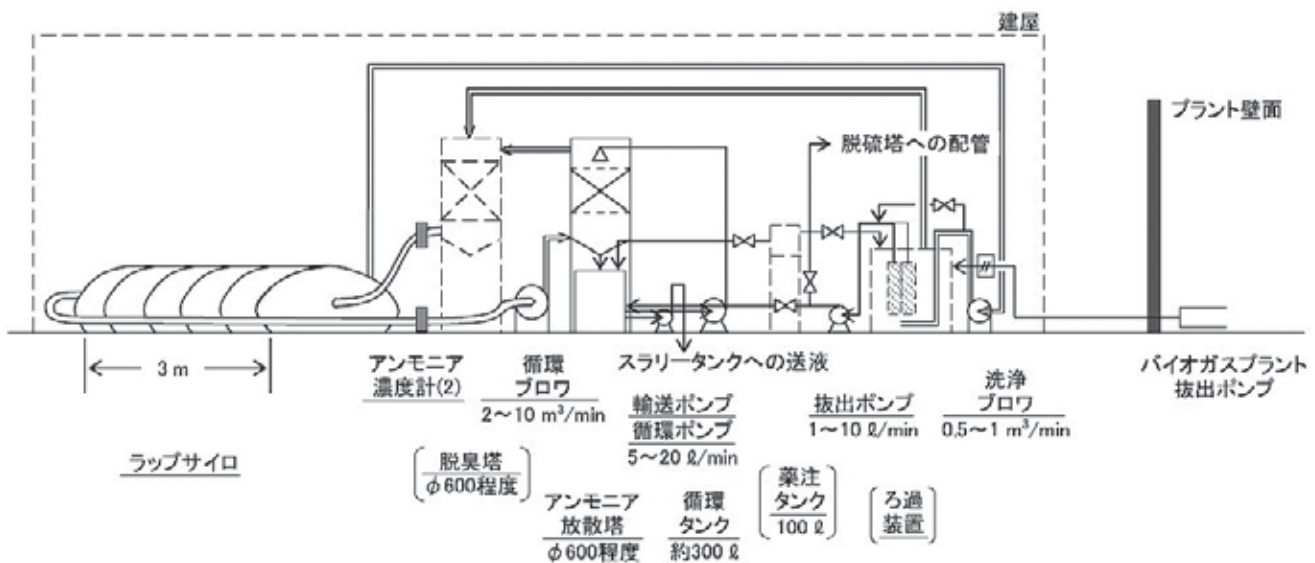 建屋
プラント壁面
脱硫塔への配管
3 m
アンモニア
濃度計(2)
循環
ブロワ
2〜10 m³/min
スラリータンクへの送液
輸送ポンプ
循環ポンプ
5〜20 ℓ/min
抜出ポンプ
1〜10 ℓ/min
洗浄
ブロワ
0.5〜1 m³/min
バイオガスプラント
抜出ポンプ
ラップサイロ
脱臭塔
φ600程度
アンモニア
放散塔
φ600程度
循環
タンク
約300 ℓ
薬注
タンク
100 ℓ
ろ過
装置